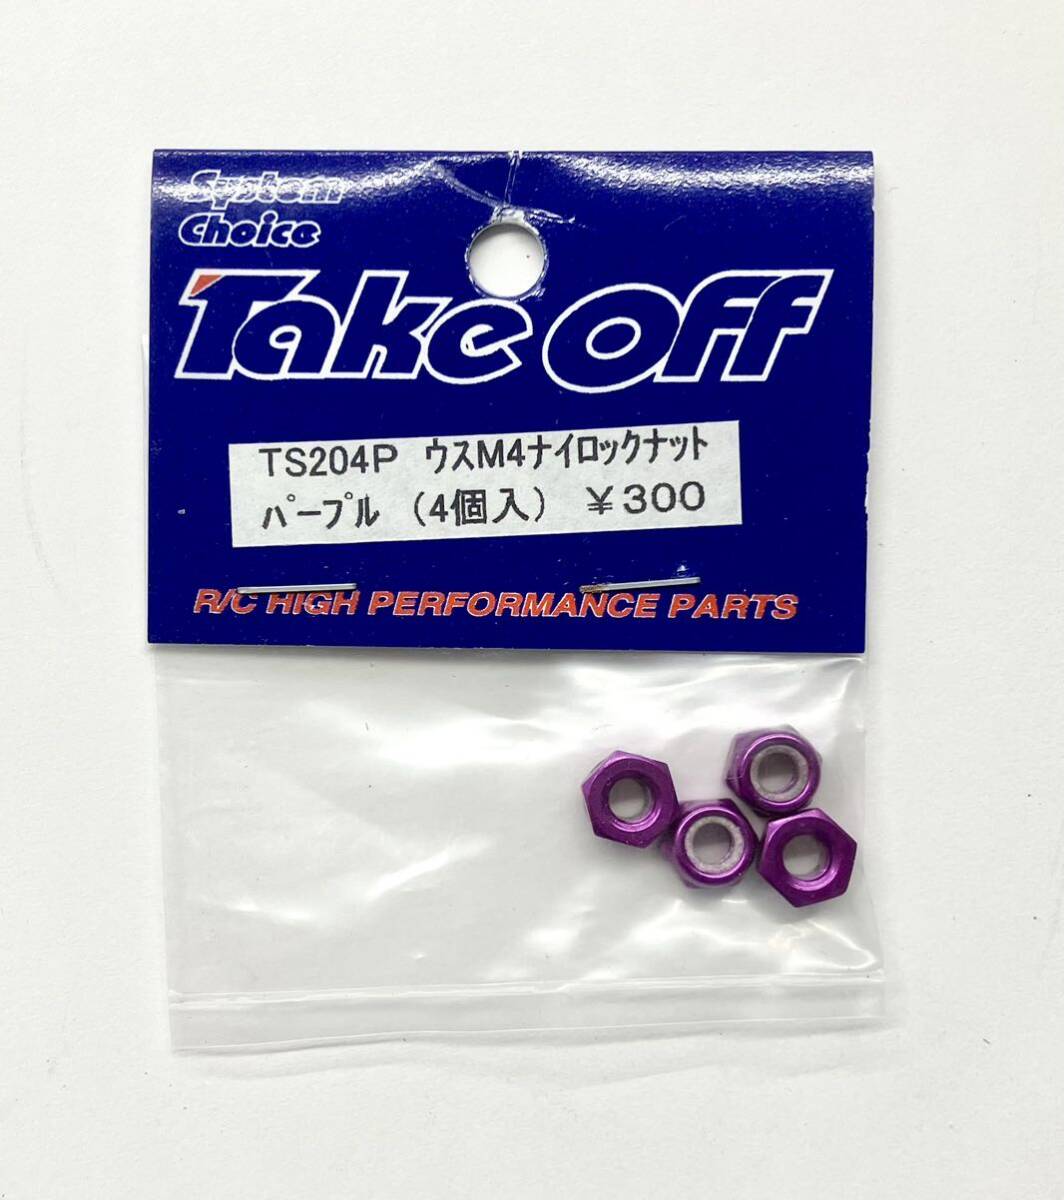 System
Choice
Take Off
TS204P ウスM4ナイロックナット
パープル (4個入) ￥300
R/C HIGH PERFORMANCE PARTS